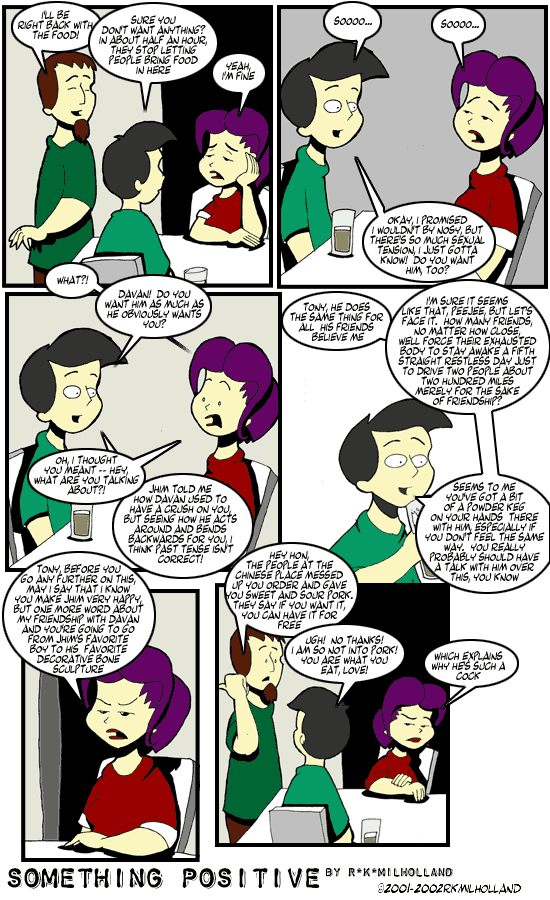 I'LL BE
RIGHT BACK WITH
THE FOOD!
SURE YOU
DON'T WANT ANYTHING?
IN ABOUT HALF AN HOUR,
THEY STOP LETTING
PEOPLE BRING FOOD
IN HERE
YEAH,
I'M FINE
SOOOO...
SOOOO...
OKAY, I PROMISED
I WOULDN'T BY NOSY, BUT
THERE'S SO MUCH SEXUAL
TENSION, I JUST GOTTA
KNOW! DO YOU WANT
HIM, TOO?
WHAT?!
DAVAN! DO YOU
WANT HIM AS MUCH AS
HE OBVIOUSLY WANTS
YOU?
OH, I THOUGHT
YOU MEANT -- HEY,
WHAT ARE YOU TALKING
ABOUT?!
JHIM TOLD ME
HOW DAVAN USED TO
HAVE A CRUSH ON YOU,
BUT SEEING HOW HE ACTS
AROUND AND BENDS
BACKWARDS FOR YOU, I
THINK PAST TENSE ISN'T
CORRECT!
TONY, HE DOES
THE SAME THING FOR
ALL HIS FRIENDS
BELIEVE ME
I'M SURE IT SEEMS
LIKE THAT, PEEJEE, BUT LET'S
FACE IT. HOW MANY FRIENDS,
NO MATTER HOW CLOSE,
WELL FORCE THEIR EXHAUSTED
BODY TO STAY AWAKE A FIFTH
STRAIGHT RESTLESS DAY JUST
TO DRIVE TWO PEOPLE ABOUT
TWO HUNDRED MILES
MERELY FOR THE SAKE
OF FRIENDSHIP?
SEEMS TO ME
YOU'VE GOT A BIT
OF A POWDER KEG
ON YOUR HANDS THERE
WITH HIM, ESPECIALLY IF
YOU DON'T FEEL THE SAME
WAY. YOU REALLY
PROBABLY SHOULD HAVE
A TALK WITH HIM OVER
THIS, YOU KNOW
TONY, BEFORE YOU
GO ANY FURTHER ON THIS,
MAY I SAY THAT I KNOW
YOU MAKE JHIM VERY HAPPY,
BUT ONE MORE WORD ABOUT
MY FRIENDSHIP WITH DAVAN
AND YOU'RE GOING TO GO
FROM JHIM'S FAVORITE
BOY TO HIS FAVORITE
DECORATIVE BONE
SCULPTURE
HEY HON,
THE PEOPLE AT THE
CHINESE PLACE MESSED
UP YOU ORDER AND GAVE
YOU SWEET AND SOUR PORK.
THEY SAY IF YOU WANT IT,
YOU CAN HAVE IT FOR
FREE
UGH! NO THANKS!
I AM SO NOT INTO PORK!
YOU ARE WHAT YOU
EAT, LOVE!
WHICH EXPLAINS
WHY HE'S SUCH A
COCK
SOMETHING POSITIVE BY R*K*MILHOLLAND
©2001-2002RKMILHOLLAND